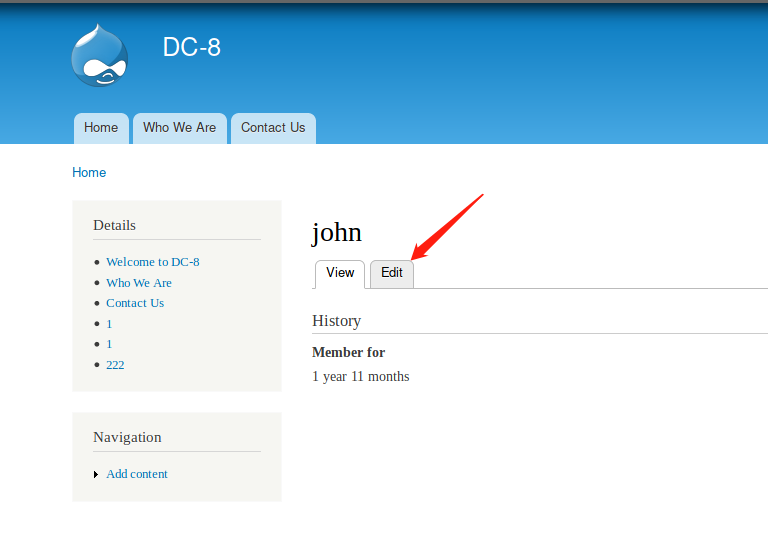 DC-8
Home
Who We Are
Contact Us
Home
Details
Welcome to DC-8
Who We Are
Contact Us
1
1
222
Navigation
Add content
john
View
Edit
History
Member for
1 year 11 months